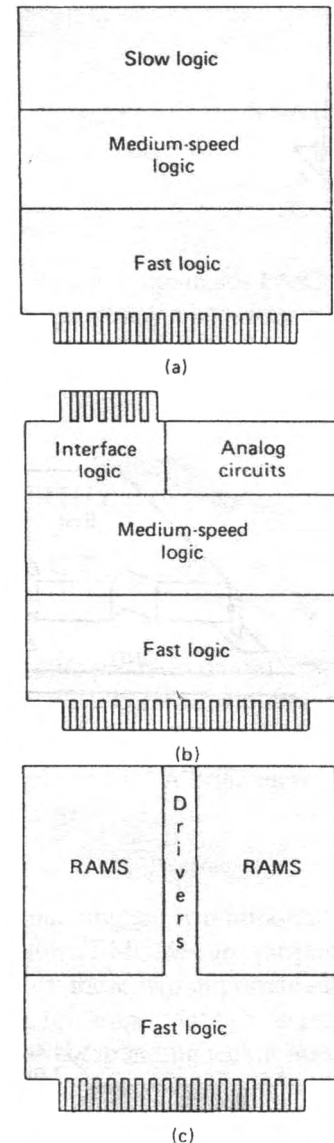 Slow logic
Medium-speed
logic
Fast logic
(a)
Interface
logic
Analog
circuits
Medium-speed
logic
Fast logic
(b)
RAMS
Drivers
RAMS
Fast logic
(c)